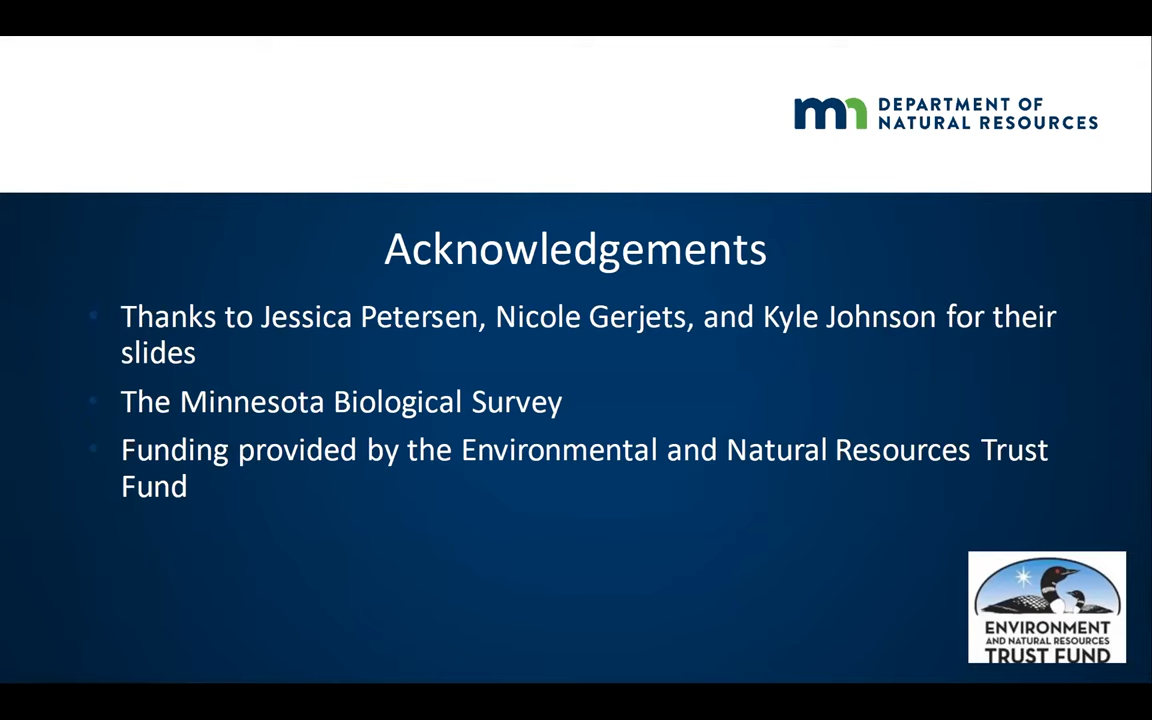 mn DEPARTMENT OF
NATURAL RESOURCES
Acknowledgements
• Thanks to Jessica Petersen, Nicole Gerjets, and Kyle Johnson for their
slides
• The Minnesota Biological Survey
• Funding provided by the Environmental and Natural Resources Trust
Fund
ENVIRONMENT
AND NATURAL RESOURCES
TRUST FUND